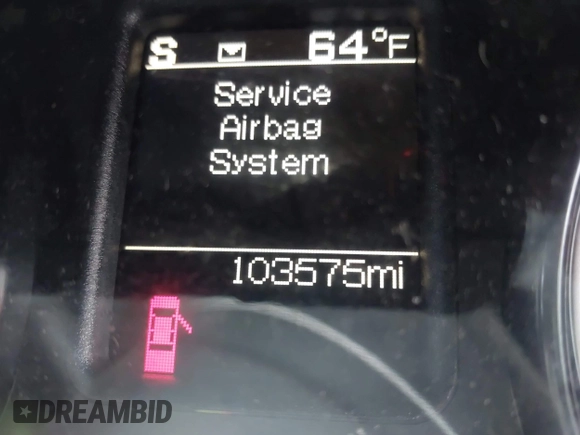 S 64°F
Service
Airbag
System
103575mi
DREAMBID